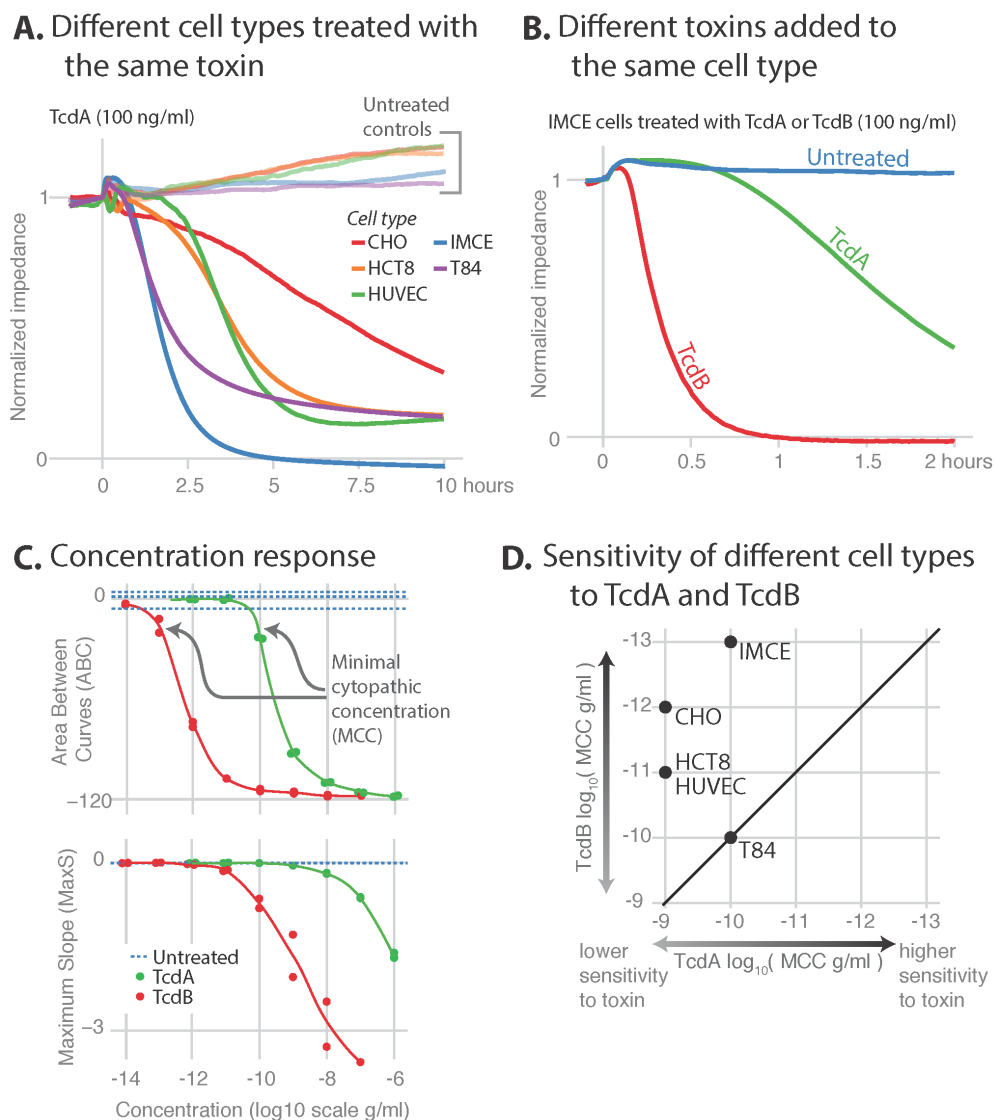 A. Different cell types treated with
the same toxin
TcdA (100 ng/ml)
Untreated
controls
1
Normalized impedance
Cell type
CHO
IMCE
HCT8
T84
HUVEC
0
0
2.5
5
7.5
10 hours
B. Different toxins added to
the same cell type
IMCE cells treated with TcdA or TcdB (100 ng/ml)
Untreated
1
Normalized impedance
TcdA
TcdB
0
0
0.5
1
1.5
2 hours
C. Concentration response
0
Area Between
Curves (ABC)
Minimal
cytopathic
concentration
(MCC)
−120
0
Maximum Slope (MaxS)
Untreated
TcdA
TcdB
−3
-14
-12
-10
-8
-6
Concentration (log10 scale g/ml)
D. Sensitivity of different cell types
to TcdA and TcdB
-13
IMCE
-12
CHO
HCT8
-11
HUVEC
-10
T84
-9
TcdB log10( MCC g/ml )
-9
-10
-11
-12
-13
lower
sensitivity
to toxin
TcdA log10( MCC g/ml )
higher
sensitivity
to toxin